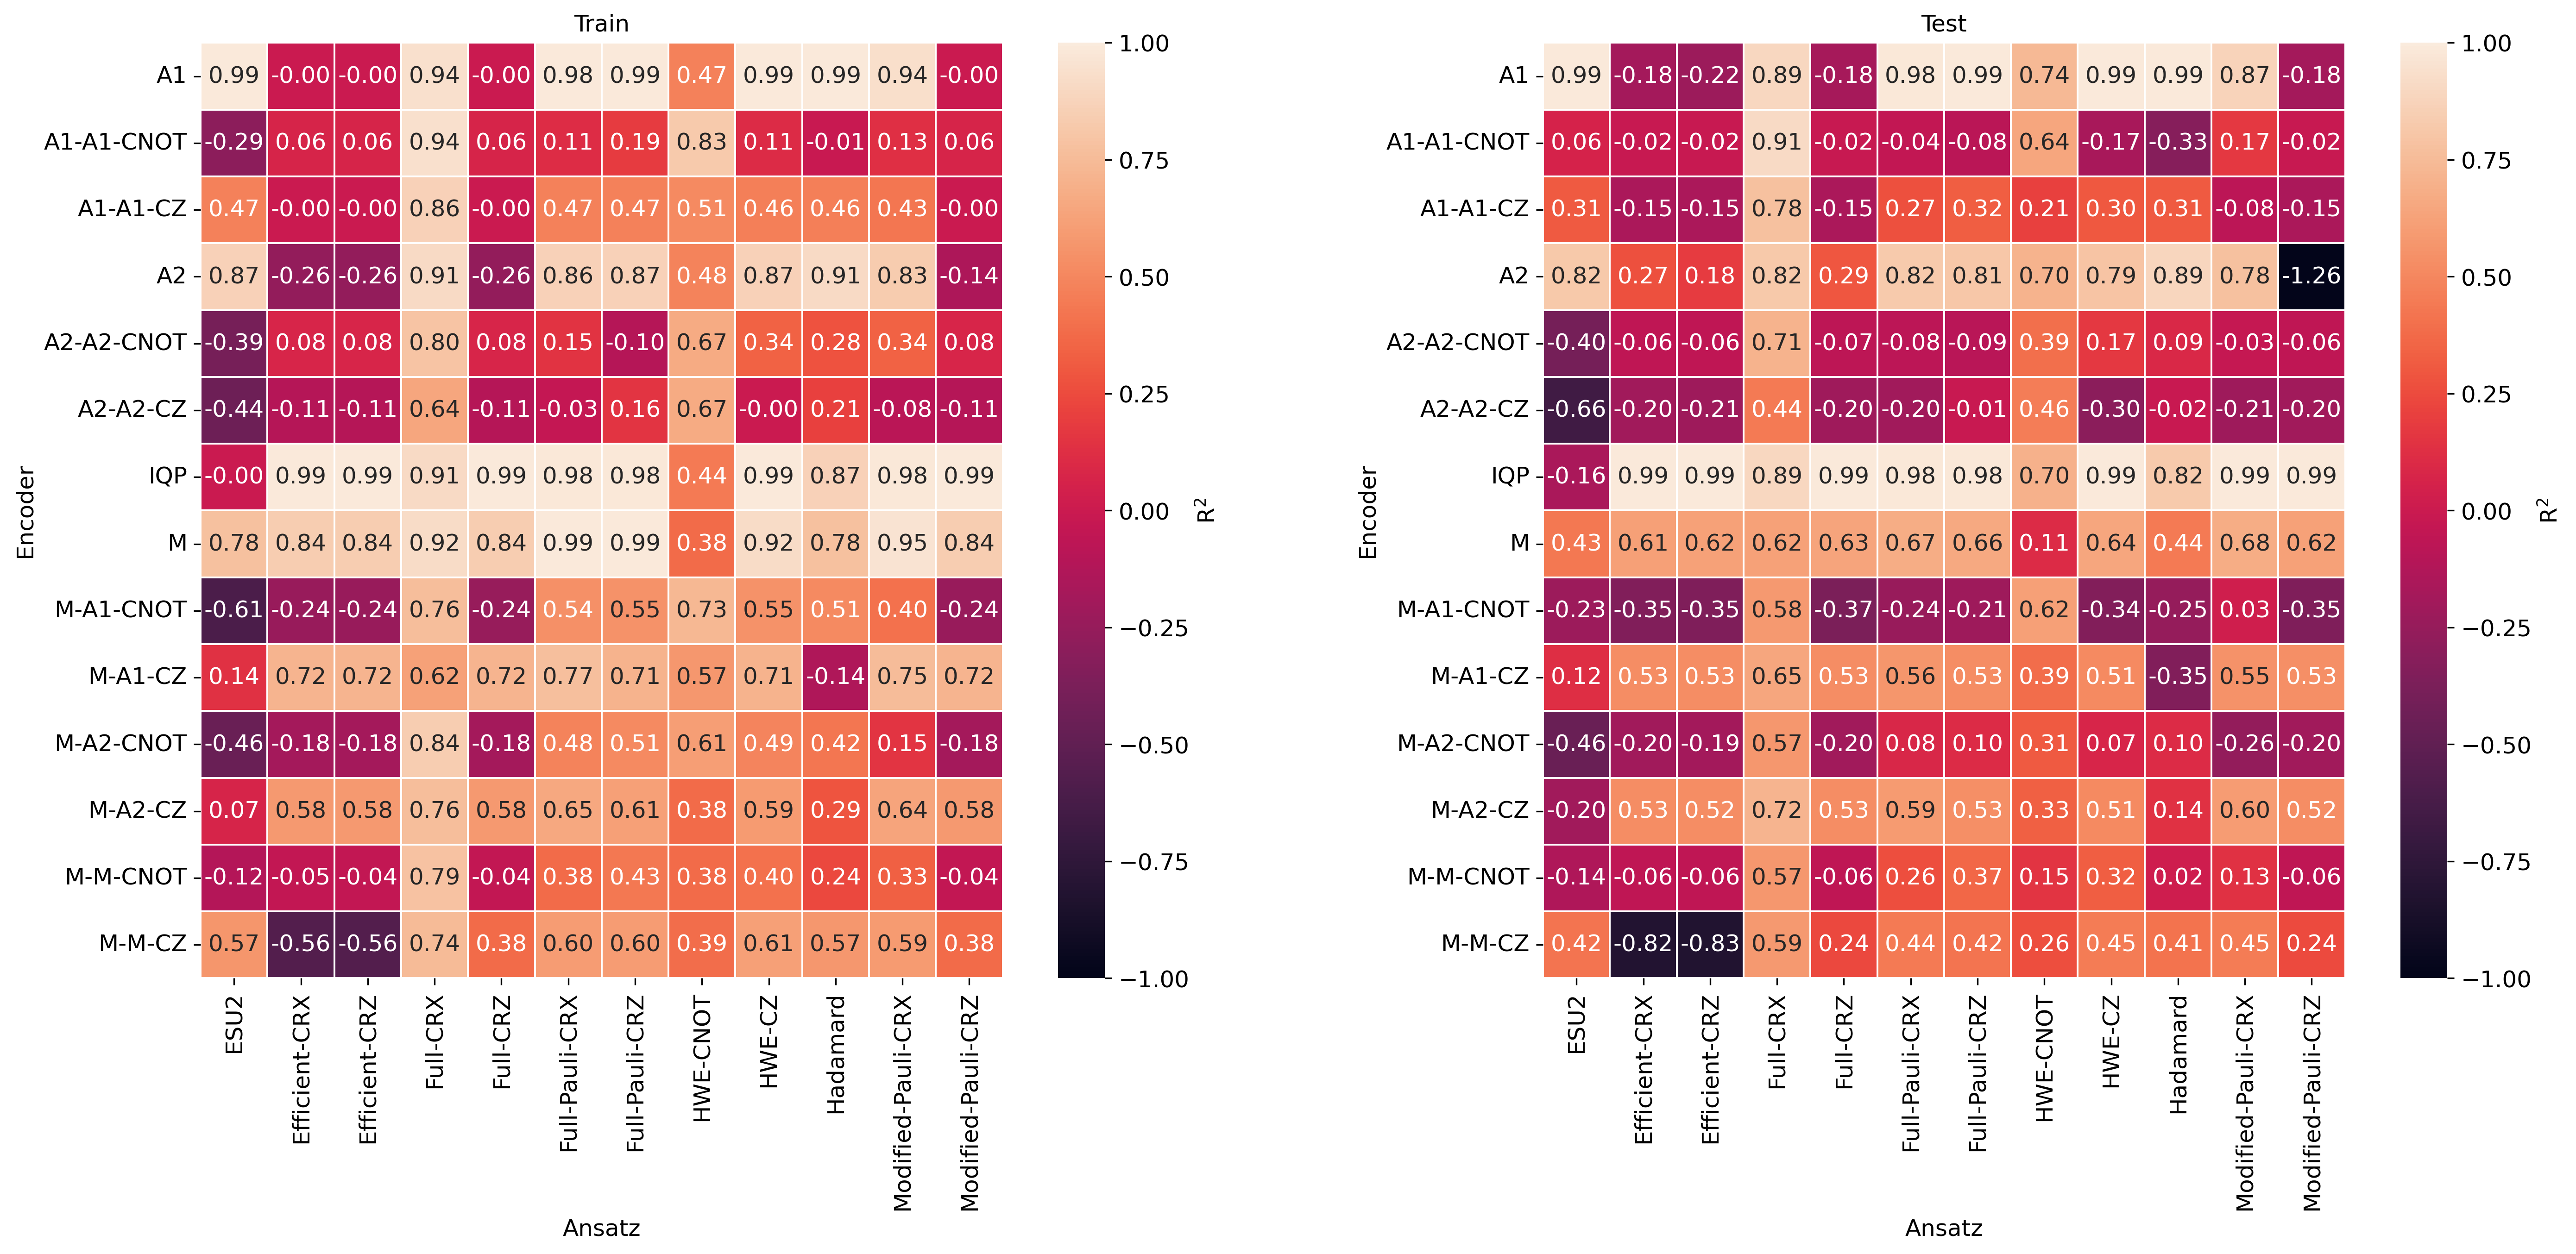 Train
A1 0.99 -0.00 -0.00 0.94 -0.00 0.98 0.99 0.47 0.99 0.99 0.94 -0.00
A1-A1-CNOT -0.29 0.06 0.06 0.94 0.06 0.11 0.19 0.83 0.11 -0.01 0.13 0.06
A1-A1-CZ 0.47 -0.00 -0.00 0.86 -0.00 0.47 0.47 0.51 0.46 0.46 0.43 -0.00
A2 0.87 -0.26 -0.26 0.91 -0.26 0.86 0.87 0.48 0.87 0.91 0.83 -0.14
A2-A2-CNOT -0.39 0.08 0.08 0.80 0.08 0.15 -0.10 0.67 0.34 0.28 0.34 0.08
A2-A2-CZ -0.44 -0.11 -0.11 0.64 -0.11 -0.03 0.16 0.67 -0.00 0.21 -0.08 -0.11
IQP -0.00 0.99 0.99 0.91 0.99 0.98 0.98 0.44 0.99 0.87 0.98 0.99
M 0.78 0.84 0.84 0.92 0.84 0.99 0.99 0.38 0.92 0.78 0.95 0.84
M-A1-CNOT -0.61 -0.24 -0.24 0.76 -0.24 0.54 0.55 0.73 0.55 0.51 0.40 -0.24
M-A1-CZ 0.14 0.72 0.72 0.62 0.72 0.77 0.71 0.57 0.71 -0.14 0.75 0.72
M-A2-CNOT -0.46 -0.18 -0.18 0.84 -0.18 0.48 0.51 0.61 0.49 0.42 0.15 -0.18
M-A2-CZ 0.07 0.58 0.58 0.76 0.58 0.65 0.61 0.38 0.59 0.29 0.64 0.58
M-M-CNOT -0.12 -0.05 -0.04 0.79 -0.04 0.38 0.43 0.38 0.40 0.24 0.33 -0.04
M-M-CZ 0.57 -0.56 -0.56 0.74 0.38 0.60 0.60 0.39 0.61 0.57 0.59 0.38
Encoder
ESU2
Efficient-CRX
Efficient-CRZ
Full-CRX
Full-CRZ
Full-Pauli-CRX
Full-Pauli-CRZ
HWE-CNOT
HWE-CZ
Hadamard
Modified-Pauli-CRX
Modified-Pauli-CRZ
Ansatz
1.00
0.75
0.50
0.25
0.00
−0.25
−0.50
−0.75
−1.00
R²
Test
A1 0.99 -0.18 -0.22 0.89 -0.18 0.98 0.99 0.74 0.99 0.99 0.87 -0.18
A1-A1-CNOT 0.06 -0.02 -0.02 0.91 -0.02 -0.04 -0.08 0.64 -0.17 -0.33 0.17 -0.02
A1-A1-CZ 0.31 -0.15 -0.15 0.78 -0.15 0.27 0.32 0.21 0.30 0.31 -0.08 -0.15
A2 0.82 0.27 0.18 0.82 0.29 0.82 0.81 0.70 0.79 0.89 0.78 -1.26
A2-A2-CNOT -0.40 -0.06 -0.06 0.71 -0.07 -0.08 -0.09 0.39 0.17 0.09 -0.03 -0.06
A2-A2-CZ -0.66 -0.20 -0.21 0.44 -0.20 -0.20 -0.01 0.46 -0.30 -0.02 -0.21 -0.20
IQP -0.16 0.99 0.99 0.89 0.99 0.98 0.98 0.70 0.99 0.82 0.99 0.99
M 0.43 0.61 0.62 0.62 0.63 0.67 0.66 0.11 0.64 0.44 0.68 0.62
M-A1-CNOT -0.23 -0.35 -0.35 0.58 -0.37 -0.24 -0.21 0.62 -0.34 -0.25 0.03 -0.35
M-A1-CZ 0.12 0.53 0.53 0.65 0.53 0.56 0.53 0.39 0.51 -0.35 0.55 0.53
M-A2-CNOT -0.46 -0.20 -0.19 0.57 -0.20 0.08 0.10 0.31 0.07 0.10 -0.26 -0.20
M-A2-CZ -0.20 0.53 0.52 0.72 0.53 0.59 0.53 0.33 0.51 0.14 0.60 0.52
M-M-CNOT -0.14 -0.06 -0.06 0.57 -0.06 0.26 0.37 0.15 0.32 0.02 0.13 -0.06
M-M-CZ 0.42 -0.82 -0.83 0.59 0.24 0.44 0.42 0.26 0.45 0.41 0.45 0.24
Encoder
ESU2
Efficient-CRX
Efficient-CRZ
Full-CRX
Full-CRZ
Full-Pauli-CRX
Full-Pauli-CRZ
HWE-CNOT
HWE-CZ
Hadamard
Modified-Pauli-CRX
Modified-Pauli-CRZ
Ansatz
1.00
0.75
0.50
0.25
0.00
−0.25
−0.50
−0.75
−1.00
R²